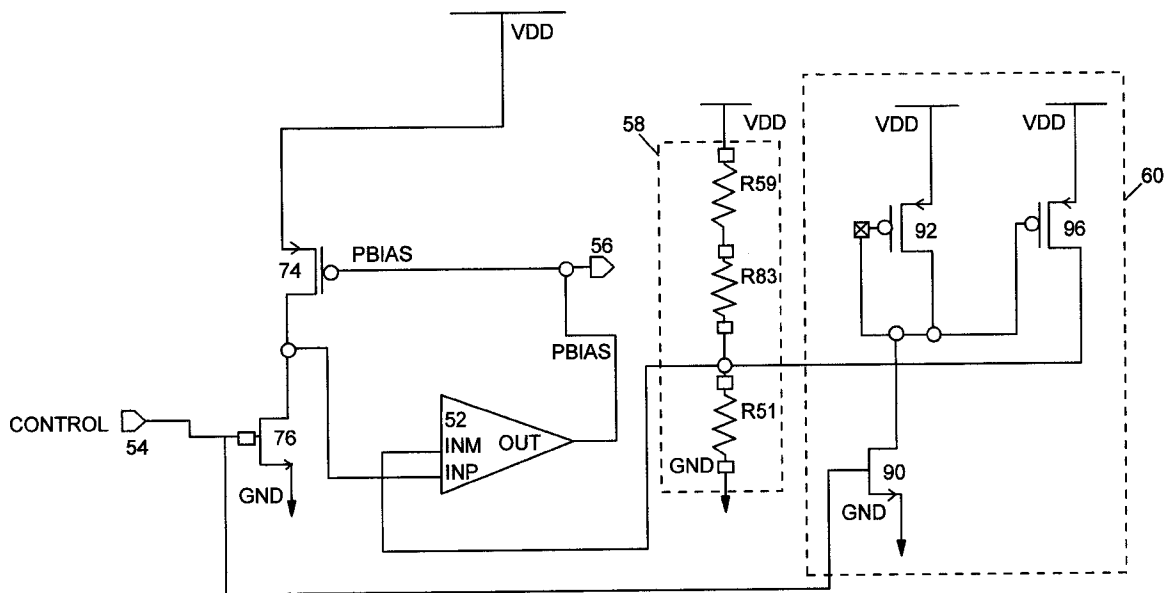 VDD
58
VDD
VDD
VDD
60
R59
92
96
74
PBIAS
56
R83
PBIAS
CONTROL
54
76
52
INM
OUT
INP
R51
GND
GND
90
GND